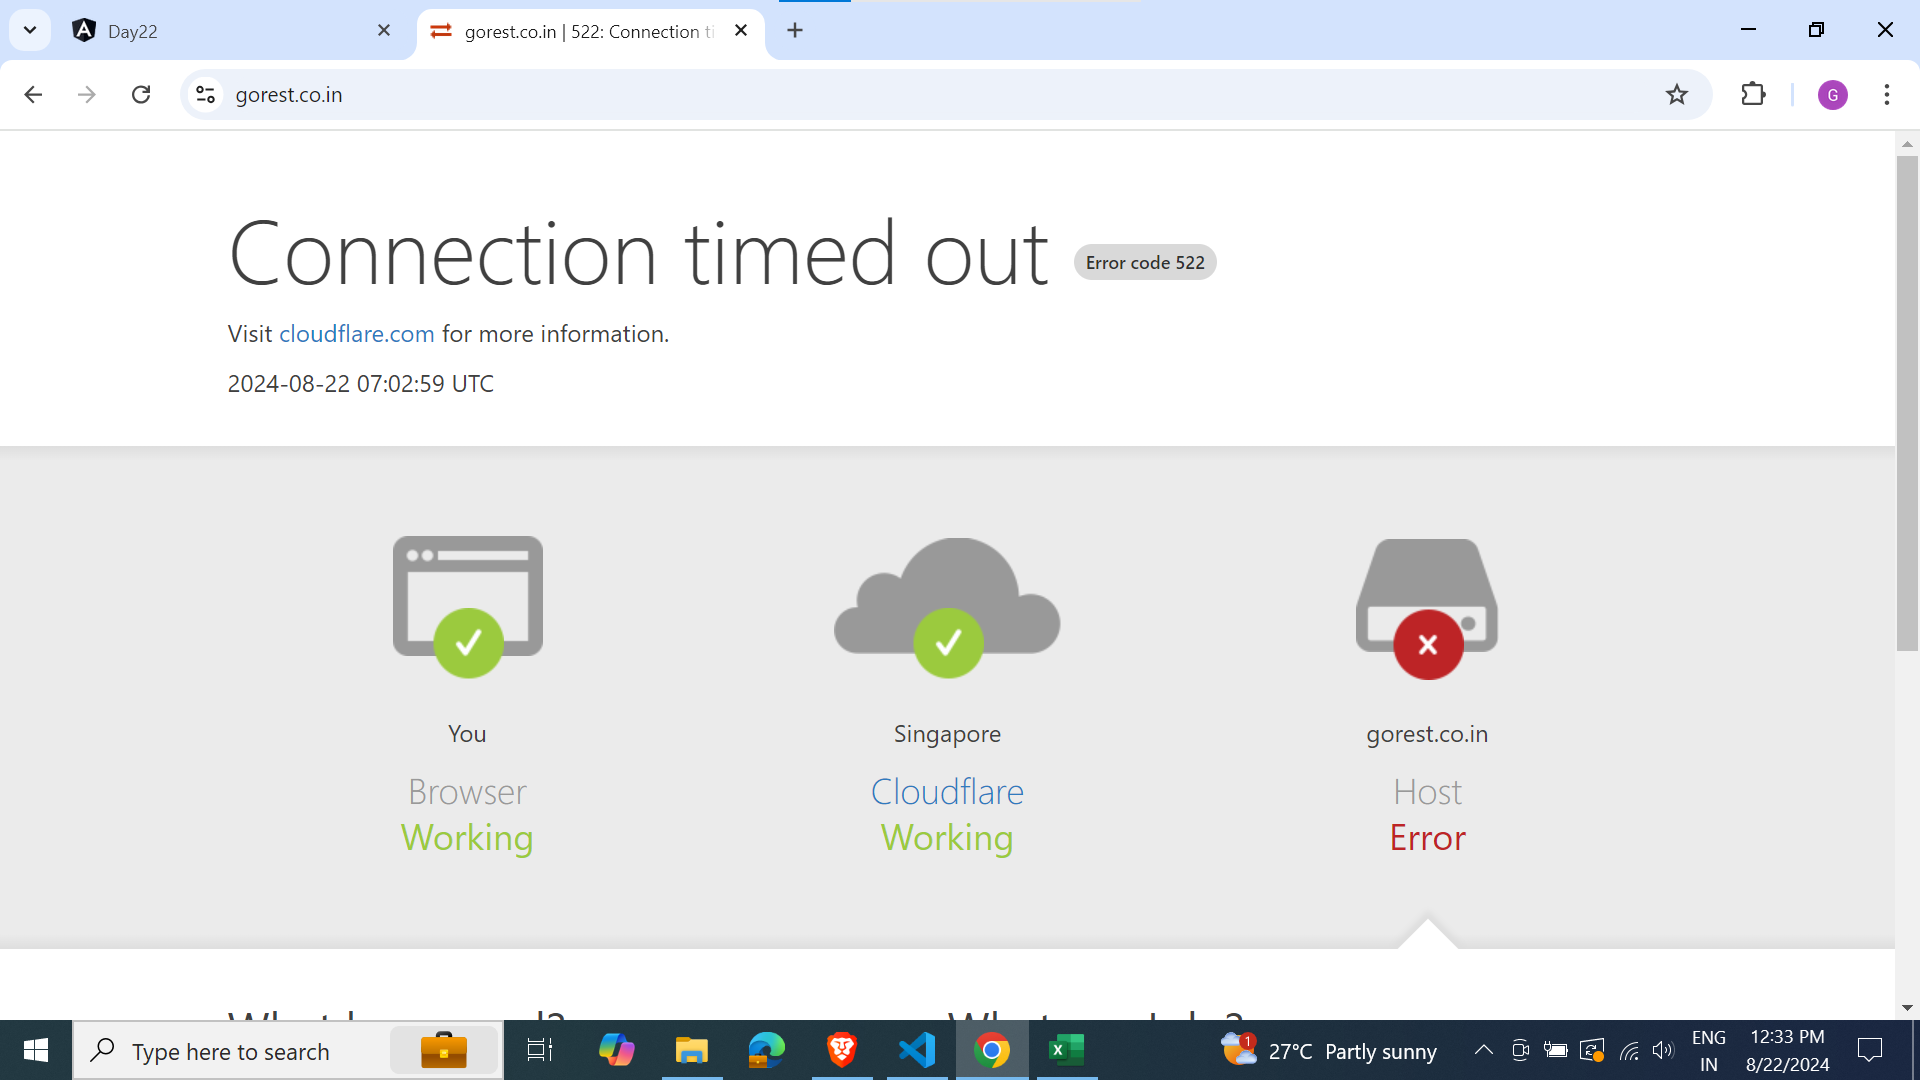 Day22
gorest.co.in | 522: Connection ti
gorest.co.in
G
Connection timed out
Error code 522
Visit cloudflare.com for more information.
2024-08-22 07:02:59 UTC
You
Singapore
gorest.co.in
Browser
Cloudflare
Host
Working
Working
Error
Type here to search
1
27°C Partly sunny
ENG
IN
12:33 PM
8/22/2024